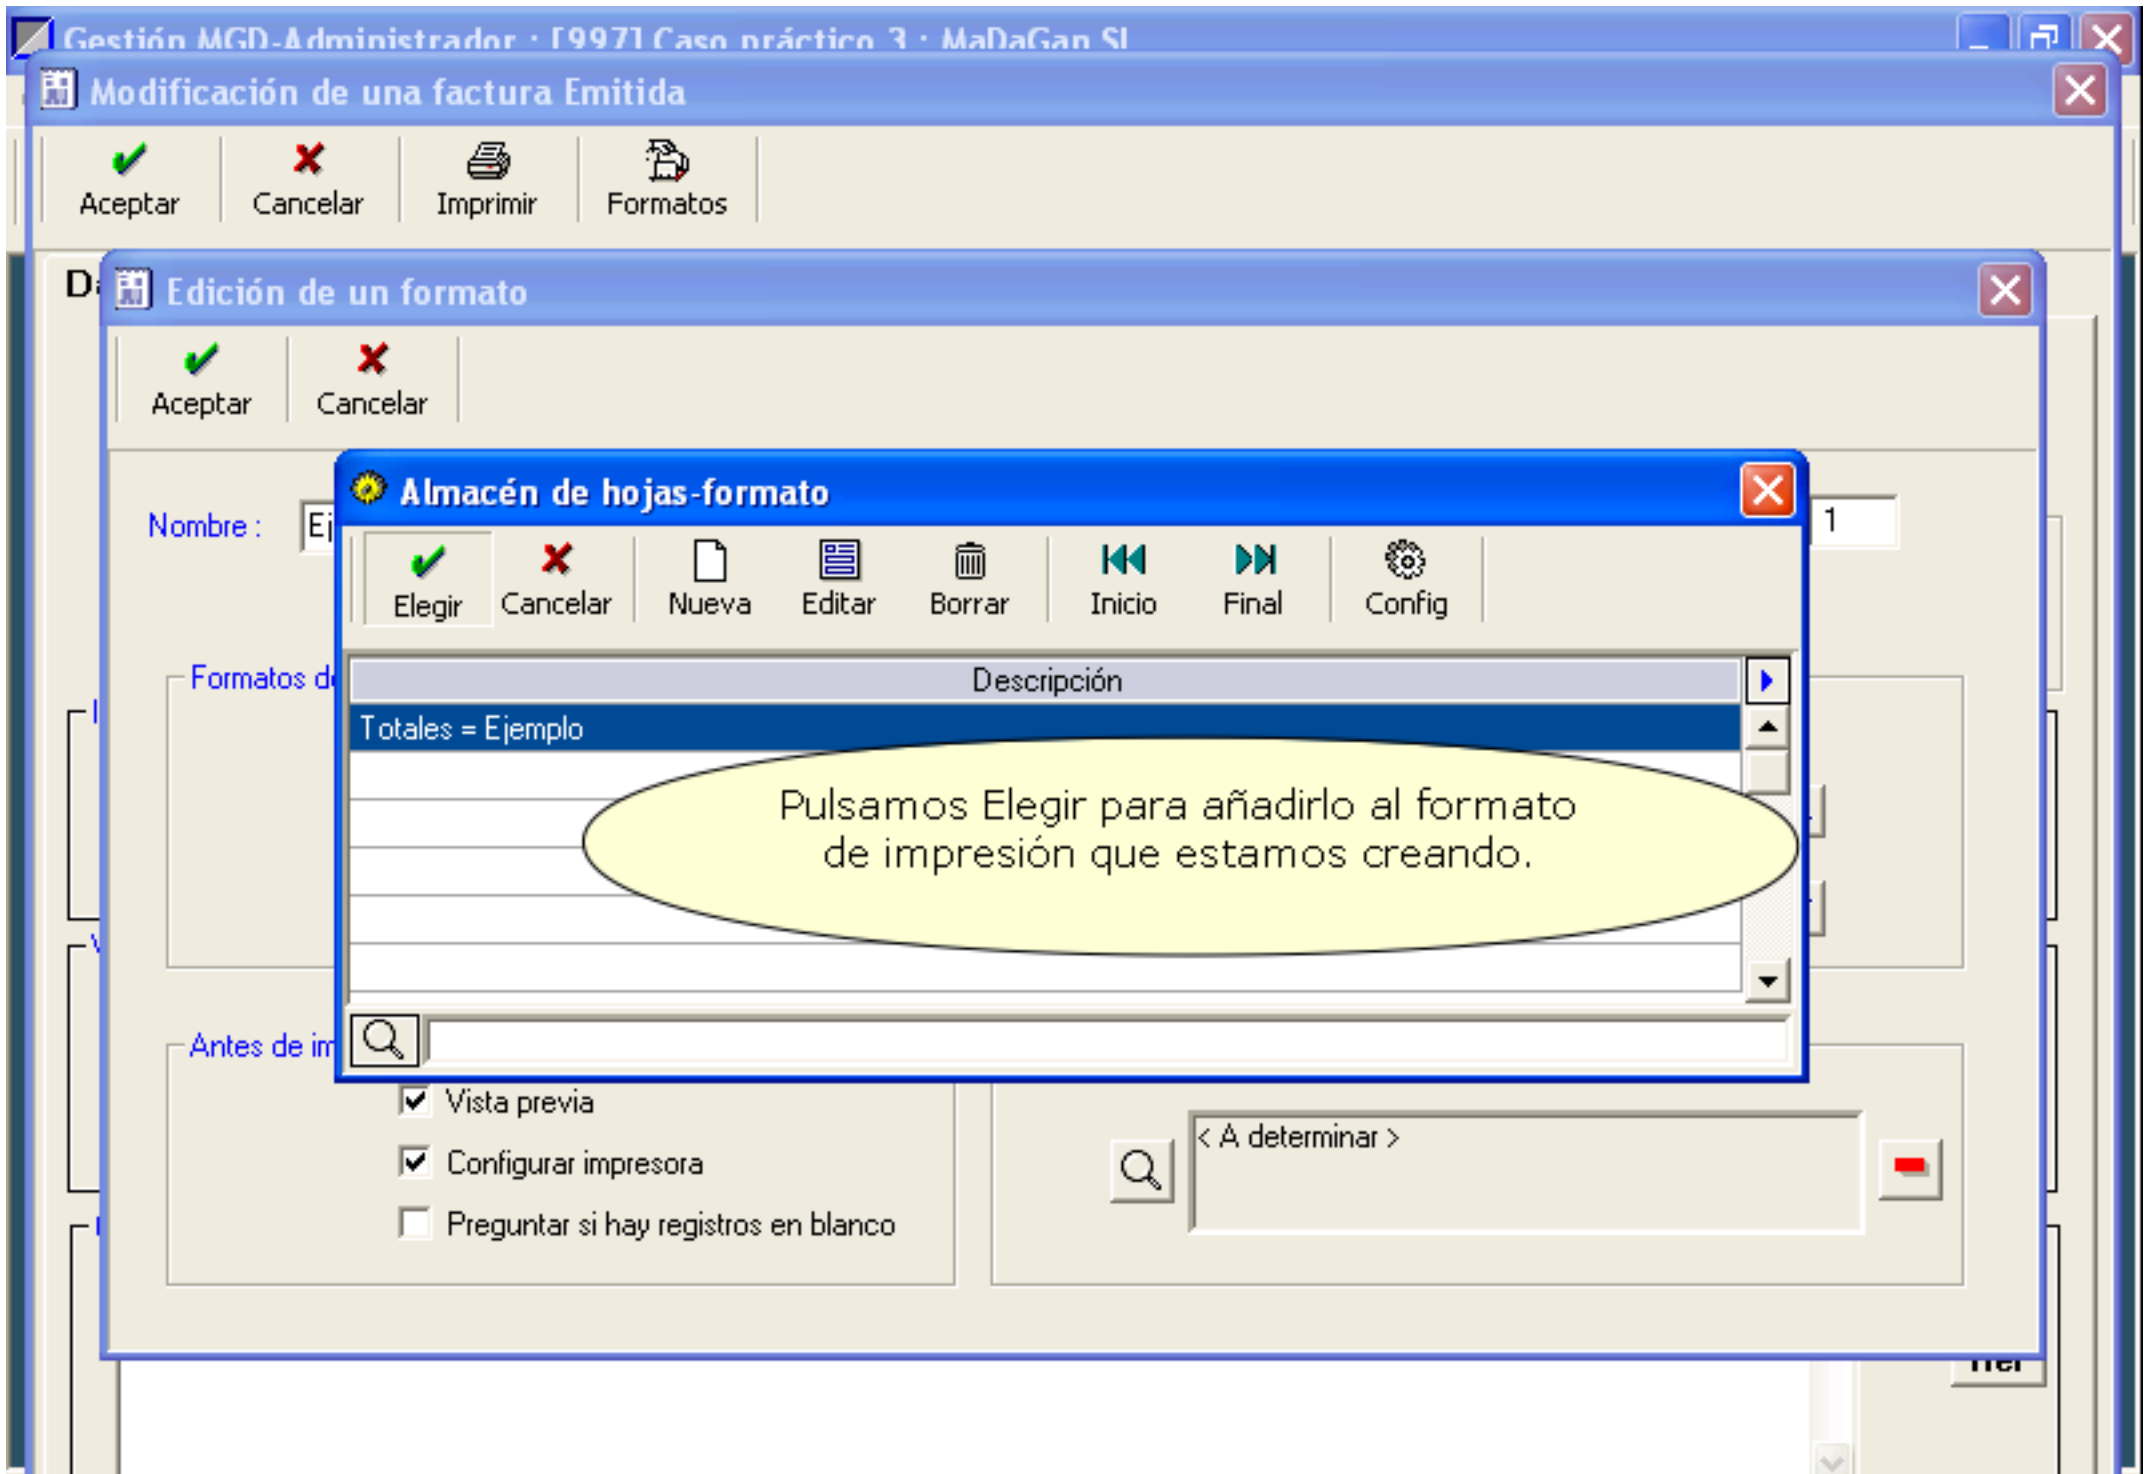 Gestión MGD-Administrador : [997] Caso práctico 3 : MaDaGan SL
Modificación de una factura Emitida
Aceptar Cancelar Imprimir Formatos
Edición de un formato
Aceptar Cancelar
Almacén de hojas-formato
Nombre : 1
Elegir Cancelar Nueva Editar Borrar Inicio Final Config
Formatos
Descripción
Totales = Ejemplo
Pulsamos Elegir para añadirlo al formato
de impresión que estamos creando.
Antes de
Vista previa
< A determinar >
Configurar impresora
Preguntar si hay registros en blanco